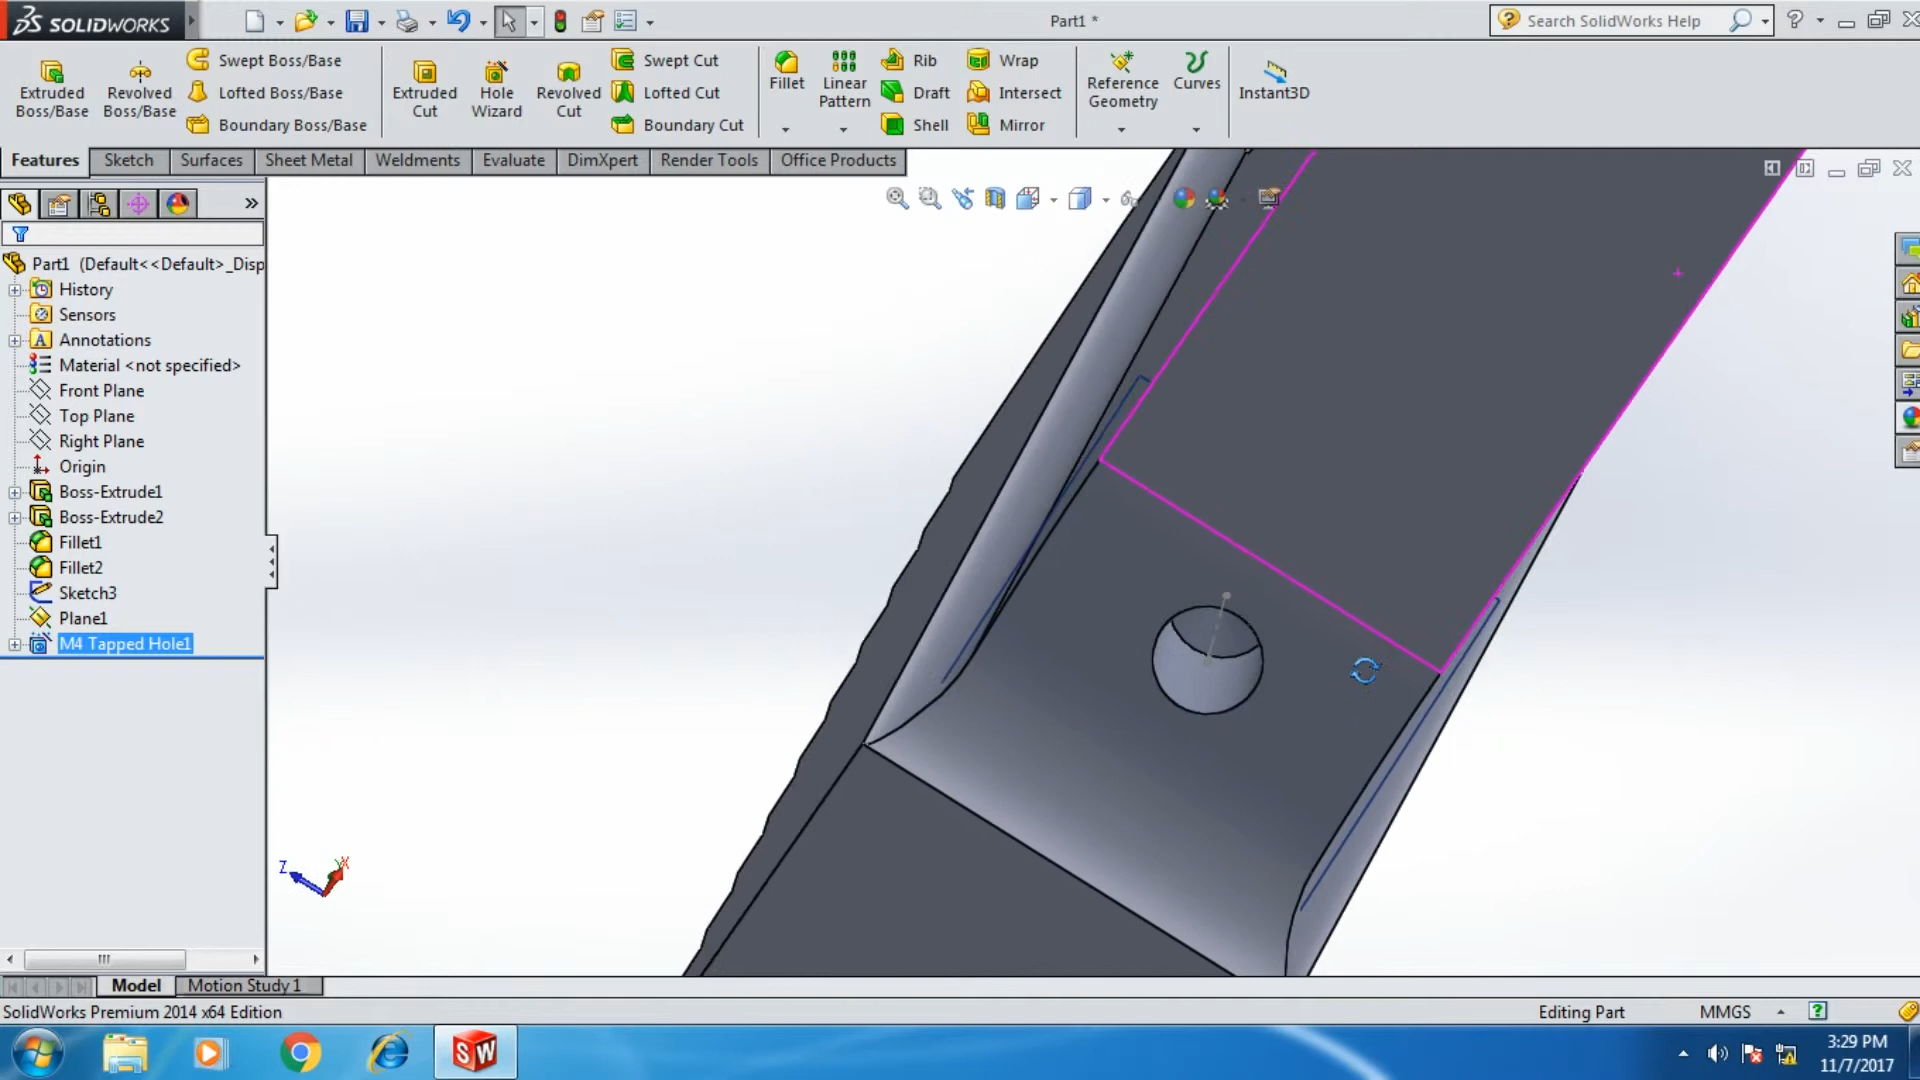 SOLIDWORKS
Part1 *
Search SolidWorks Help
Extruded Boss/Base
Revolved Boss/Base
Swept Boss/Base
Lofted Boss/Base
Boundary Boss/Base
Extruded Cut
Hole Wizard
Revolved Cut
Swept Cut
Lofted Cut
Boundary Cut
Fillet
Linear Pattern
Rib
Draft
Shell
Wrap
Intersect
Mirror
Reference Geometry
Curves
Instant3D
Features
Sketch
Surfaces
Sheet Metal
Weldments
Evaluate
DimXpert
Render Tools
Office Products
Part1 (Default<<Default>_Disp
History
Sensors
Annotations
Material <not specified>
Front Plane
Top Plane
Right Plane
Origin
Boss-Extrude1
Boss-Extrude2
Fillet1
Fillet2
Sketch3
Plane1
M4 Tapped Hole1
Z
X
Model
Motion Study 1
SolidWorks Premium 2014 x64 Edition
Editing Part
MMGS
3:29 PM
11/7/2017